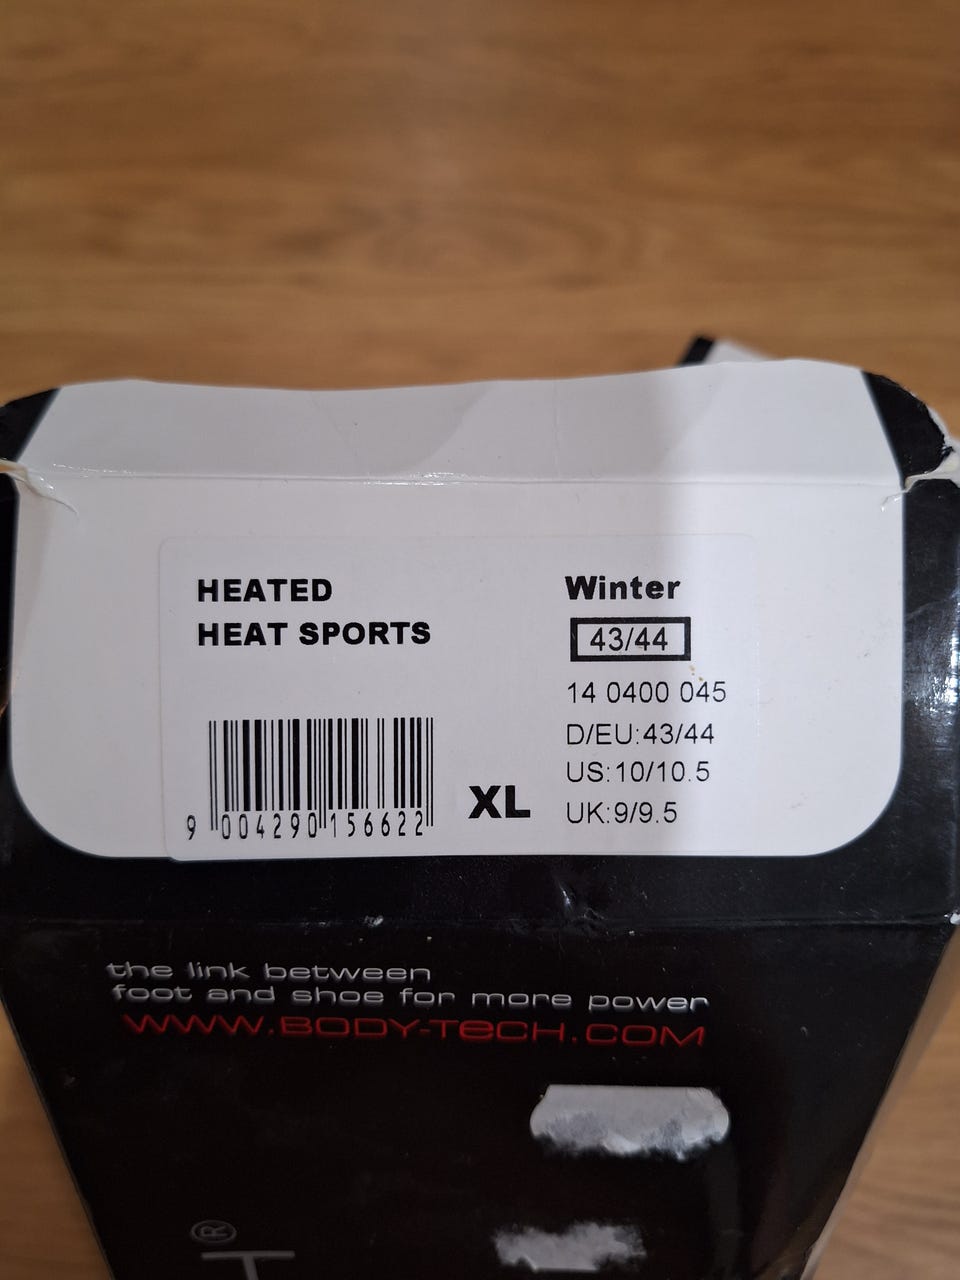 HEATED
HEAT SPORTS
Winter
43/44
14 0400 045
D/EU:43/44
US:10/10.5
UK:9/9.5
XL
9 004290 156622
the link between
foot and shoe for more power
WWW.BODY-TECH.COM
®